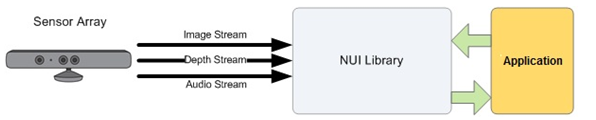 Sensor Array
Image Stream
Depth Stream
Audio Stream
NUI Library
Application